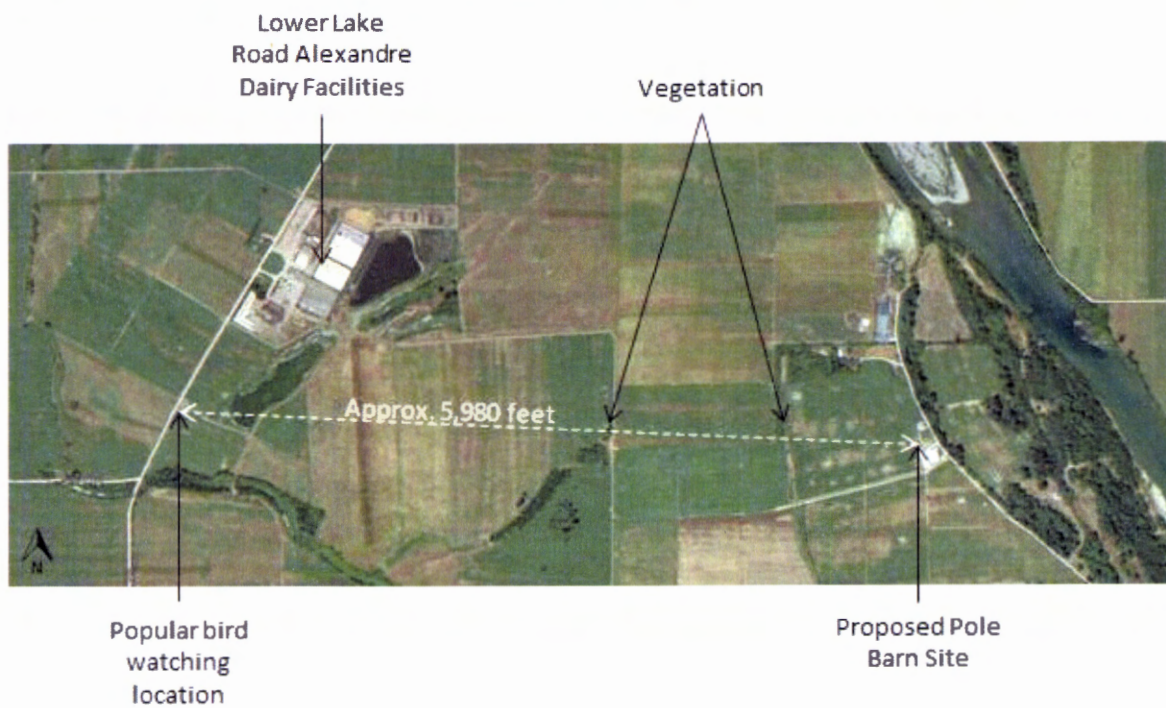 Lower Lake
Road Alexandre
Dairy Facilities
Vegetation
Approx. 5,980 feet
N
Popular bird
watching
location
Proposed Pole
Barn Site